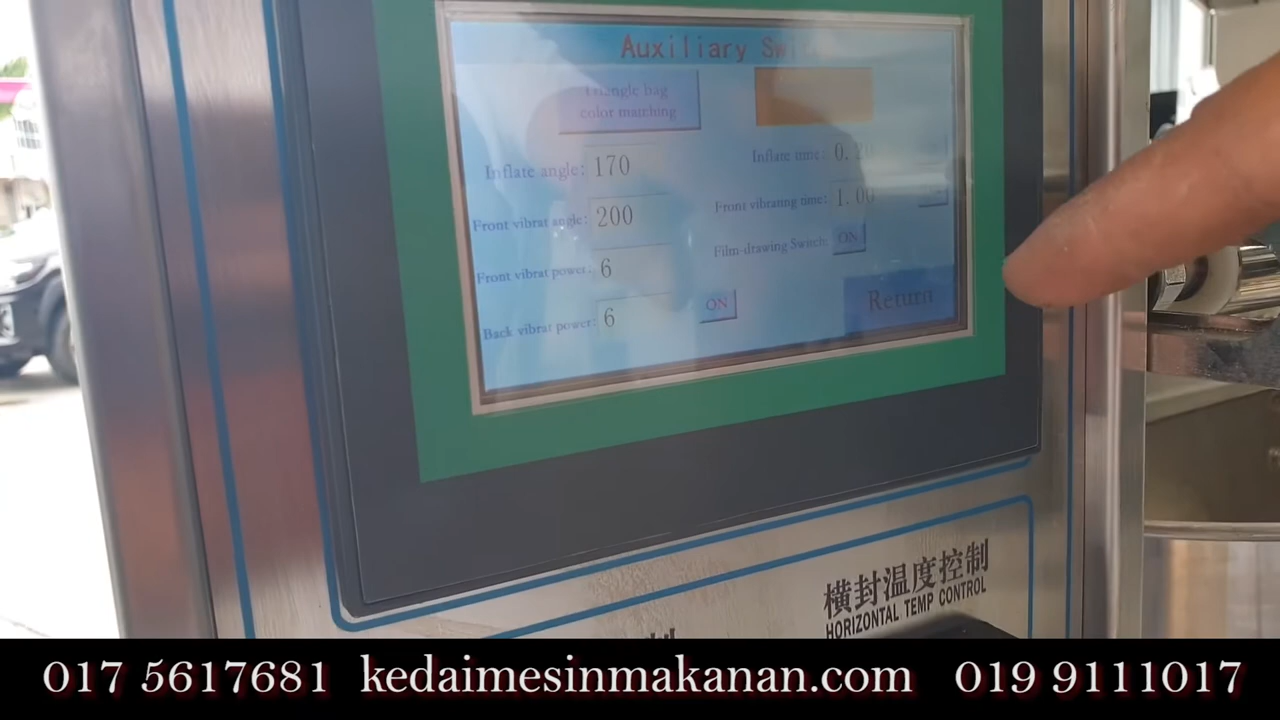 Auxiliary
Triangle bag
color matching
Inflate angle: 170
Inflate time: 0.
Front vibrat angle: 200
Front vibrating time: 1.00
Film-drawing Switch: ON
Front vibrat power: 6
Return
Back vibrat power: 6
ON
横封温度控制
HORIZONTAL TEMP CONTROL
制
017 5617681 kedaimesinmakanan.com 019 9111017